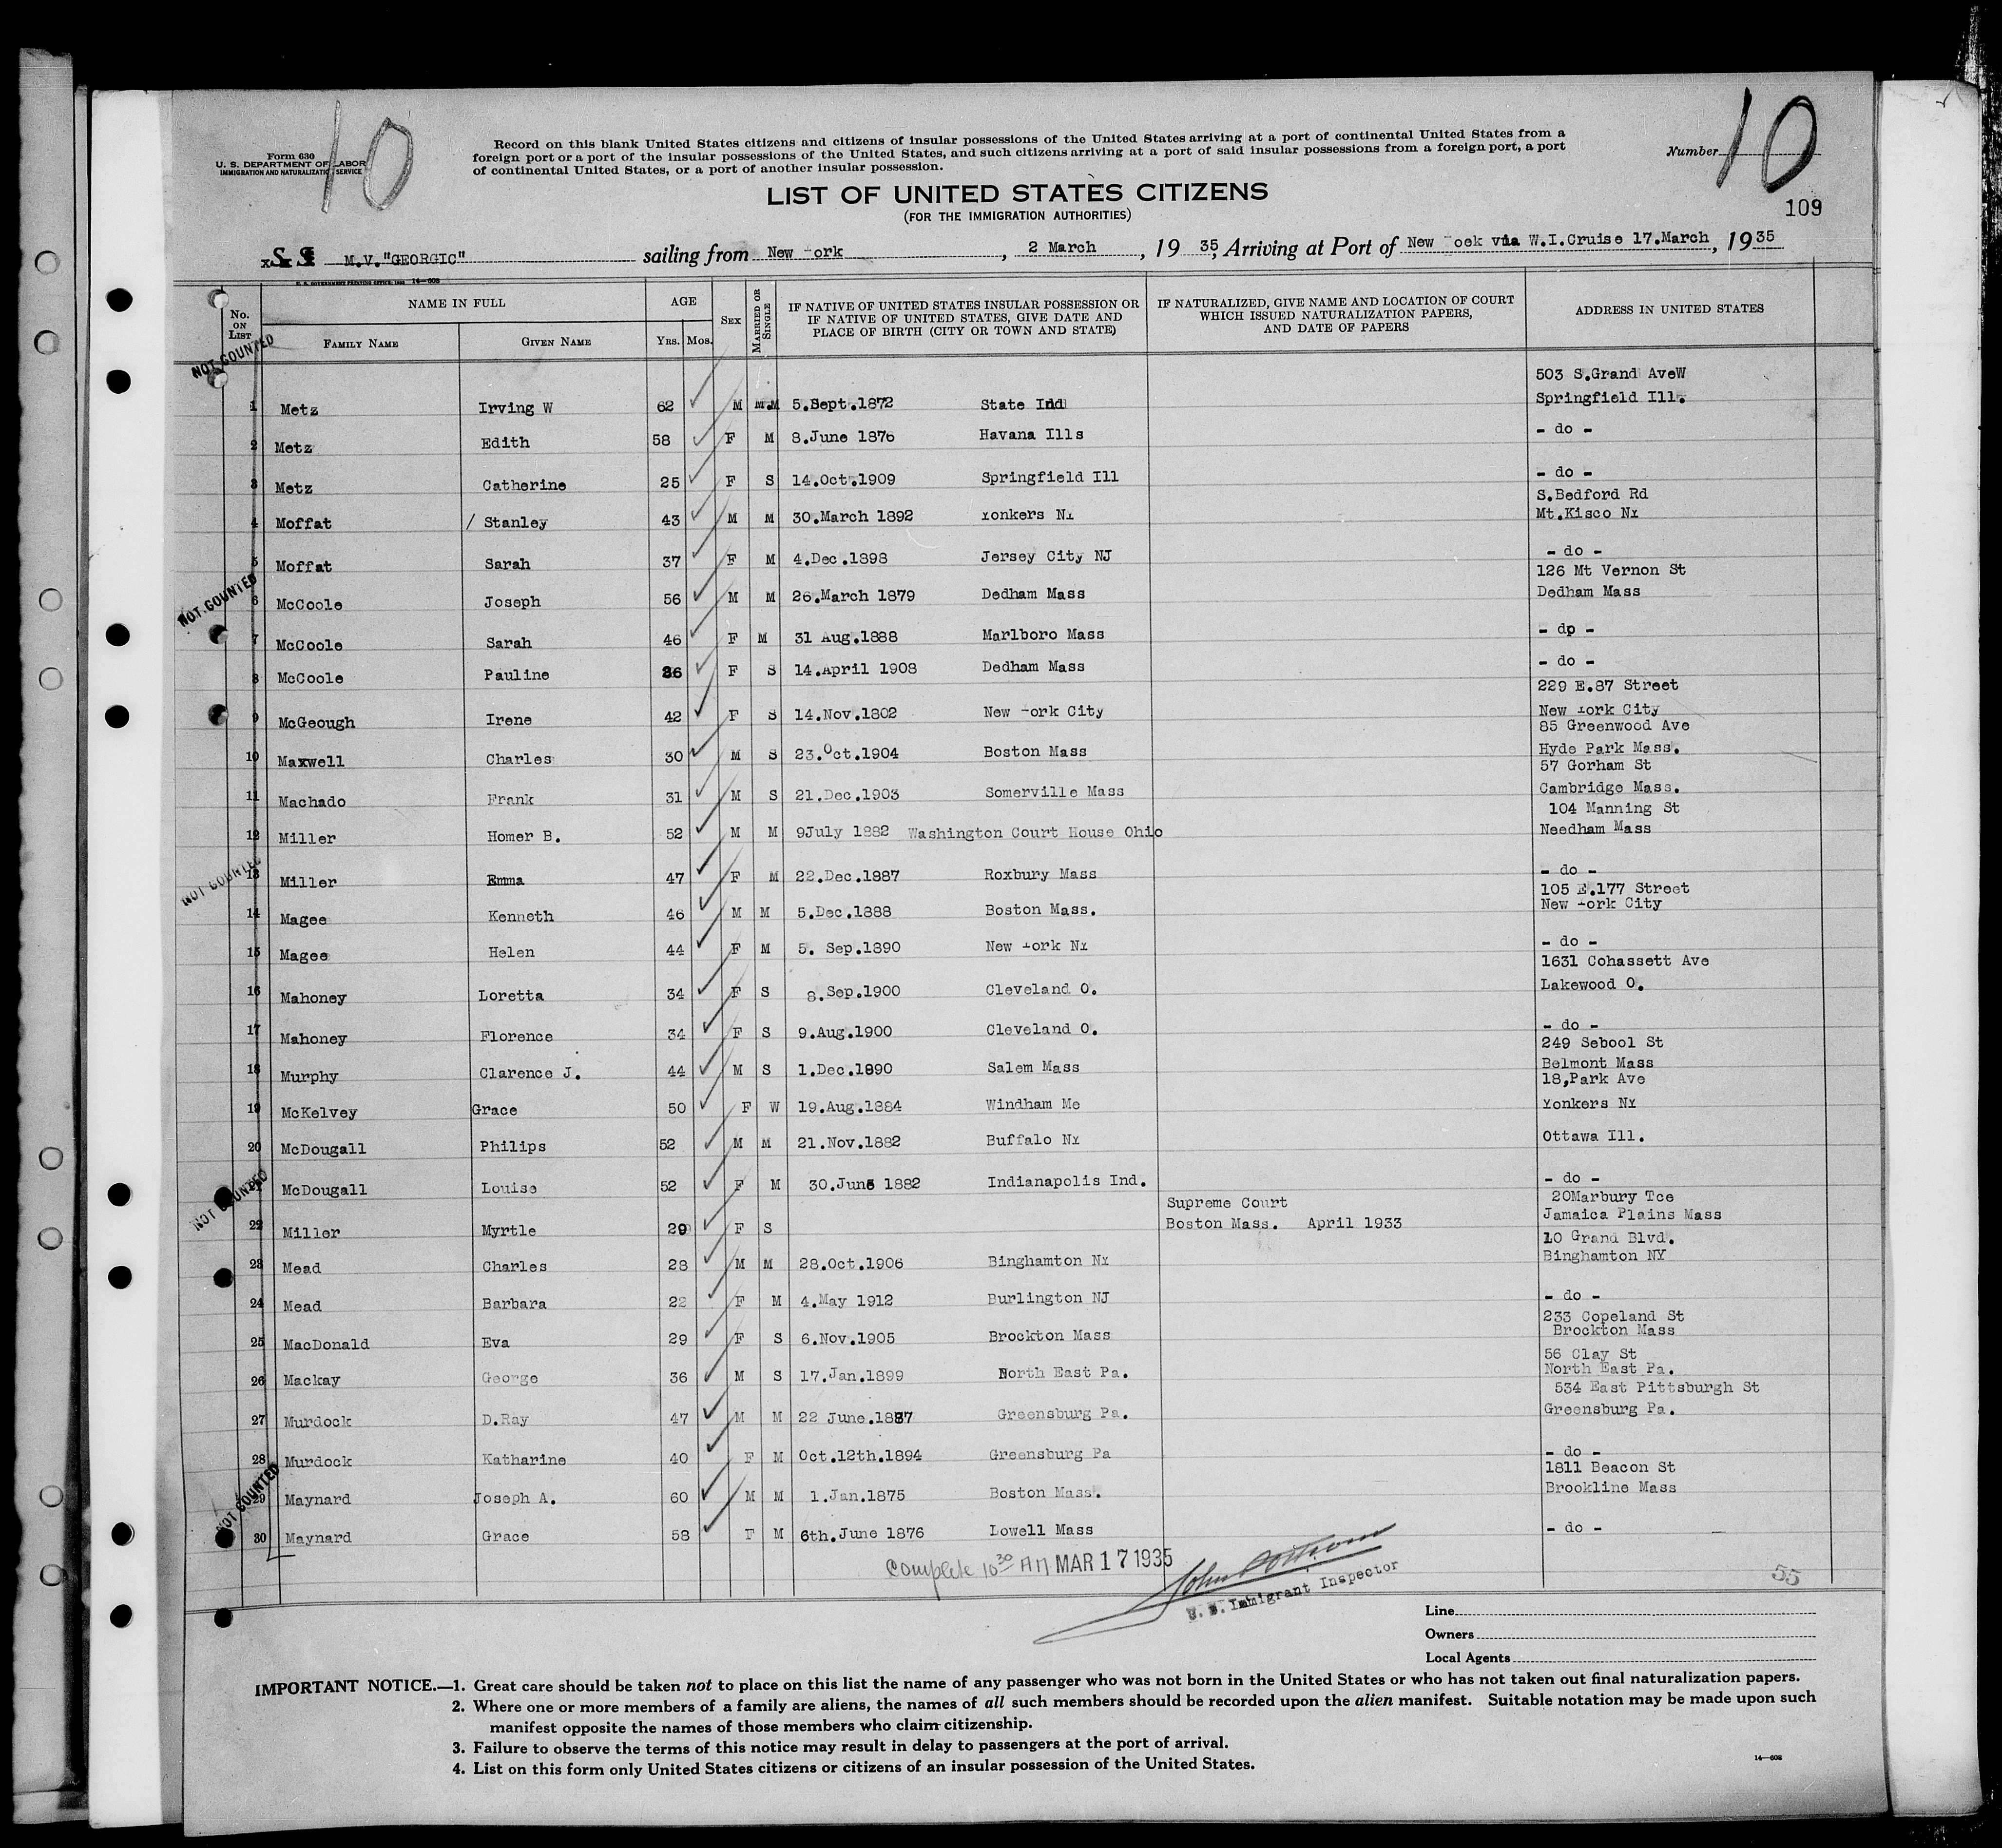 10
Form 630
U. S. DEPARTMENT OF LABOR
IMMIGRATION AND NATURALIZATION SERVICE
Record on this blank United States citizens and citizens of insular possessions of the United States arriving at a port of continental United States from a
foreign port or a port of the insular possessions of the United States, and such citizens arriving at a port of said insular possessions from a foreign port, a port
of continental United States, or a port of another insular possession.
Number 10
109
LIST OF UNITED STATES CITIZENS
(FOR THE IMMIGRATION AUTHORITIES)
S S M.V."GEORGIC" sailing from New ork, 2 March, 19 35, Arriving at Port of New oek via W.I.Cruise 17.March, 19 35
U. S. GOVERNMENT PRINTING OFFICE: 14—608
No. ON LIST
NAME IN FULL
FAMILY NAME
GIVEN NAME
AGE
YRS. MOS.
SEX
MARRIED OR SINGLE
IF NATIVE OF UNITED STATES INSULAR POSSESSION OR
IF NATIVE OF UNITED STATES, GIVE DATE AND
PLACE OF BIRTH (CITY OR TOWN AND STATE)
IF NATURALIZED, GIVE NAME AND LOCATION OF COURT
WHICH ISSUED NATURALIZATION PAPERS,
AND DATE OF PAPERS
ADDRESS IN UNITED STATES
NOT COUNTED
503 S.Grand AveW
1 Metz Irving W 62 M M 5.Sept.1872 State Ind Springfield Ill.
2 Metz Edith 58 F M 8.June 1876 Havana Ills - do -
3 Metz Catherine 25 F S 14.Oct.1909 Springfield Ill - do -
S.Bedford Rd
4 Moffat / Stanley 43 M M 30.March 1892 Yonkers NY Mt.Kisco NY
5 Moffat Sarah 37 F M 4.Dec.1898 Jersey City NJ - do -
126 Mt Vernon St
NOT COUNTED
6 McCoole Joseph 56 M M 26.March 1879 Dedham Mass Dedham Mass
7 McCoole Sarah 46 F M 31 Aug.1888 Marlboro Mass - dp -
8 McCoole Pauline 26 F S 14.April 1908 Dedham Mass - do -
229 E.87 Street
9 McGeough Irene 42 F S 14.Nov.1802 New ork City New York City
85 Greenwood Ave
10 Maxwell Charles 30 M S 23.Oct.1904 Boston Mass Hyde Park Mass.
57 Gorham St
11 Machado Frank 31 M S 21.Dec.1903 Somerville Mass Cambridge Mass.
104 Manning St
12 Miller Homer B. 52 M M 9July 1882 Washington Court House Ohio Needham Mass
NOT COUNTED
13 Miller Emma 47 F M 22.Dec.1887 Roxbury Mass - do -
105 E.177 Street
14 Magee Kenneth 46 M M 5.Dec.1888 Boston Mass. New ork City
15 Magee Helen 44 F M 5. Sep.1890 New ork NY - do -
1631 Cohassett Ave
16 Mahoney Loretta 34 F S 8.Sep.1900 Cleveland O. Lakewood O.
17 Mahoney Florence 34 F S 9.Aug.1900 Cleveland O. - do -
249 Sebool St
18 Murphy Clarence J. 44 M S 1.Dec.1890 Salem Mass Belmont Mass
18,Park Ave
19 McKelvey Grace 50 F W 19.Aug.1884 Windham Me Yonkers NY
20 McDougall Philips 52 M M 21.Nov.1882 Buffalo NY Ottawa Ill.
NOT COUNTED
21 McDougall Louise 52 F M 30.June 1882 Indianapolis Ind. - do -
Supreme Court 20Marbury Tce
22 Miller Myrtle 29 F S Boston Mass. April 1933 Jamaica Plains Mass
10 Grand Blvd.
23 Mead Charles 28 M M 28.Oct.1906 Binghamton NY Binghamton NY
24 Mead Barbara 22 F M 4.May 1912 Burlington NJ - do -
233 Copeland St
25 MacDonald Eva 29 F S 6.Nov.1905 Brockton Mass Brockton Mass
56 Clay St
26 Mackay George 36 M S 17.Jan.1899 North East Pa. North East Pa.
534 East Pittsburgh St
27 Murdock D.Ray 47 M M 22 June.1887 Greensburg Pa. Greensburg Pa.
28 Murdock Katharine 40 F M Oct.12th.1894 Greensburg Pa - do -
1811 Beacon St
NOT COUNTED
29 Maynard Joseph A. 60 M M 1.Jan.1875 Boston Mass. Brookline Mass
30 Maynard Grace 58 F M 6th.June 1876 Lowell Mass - do -
Complete 10 30 AM MAR 17 1935
John
U. S. Immigrant Inspector
55
Line
Owners
Local Agents
IMPORTANT NOTICE.—1. Great care should be taken not to place on this list the name of any passenger who was not born in the United States or who has not taken out final naturalization papers.
2. Where one or more members of a family are aliens, the names of all such members should be recorded upon the alien manifest. Suitable notation may be made upon such
manifest opposite the names of those members who claim citizenship.
3. Failure to observe the terms of this notice may result in delay to passengers at the port of arrival.
4. List on this form only United States citizens or citizens of an insular possession of the United States.
14—608